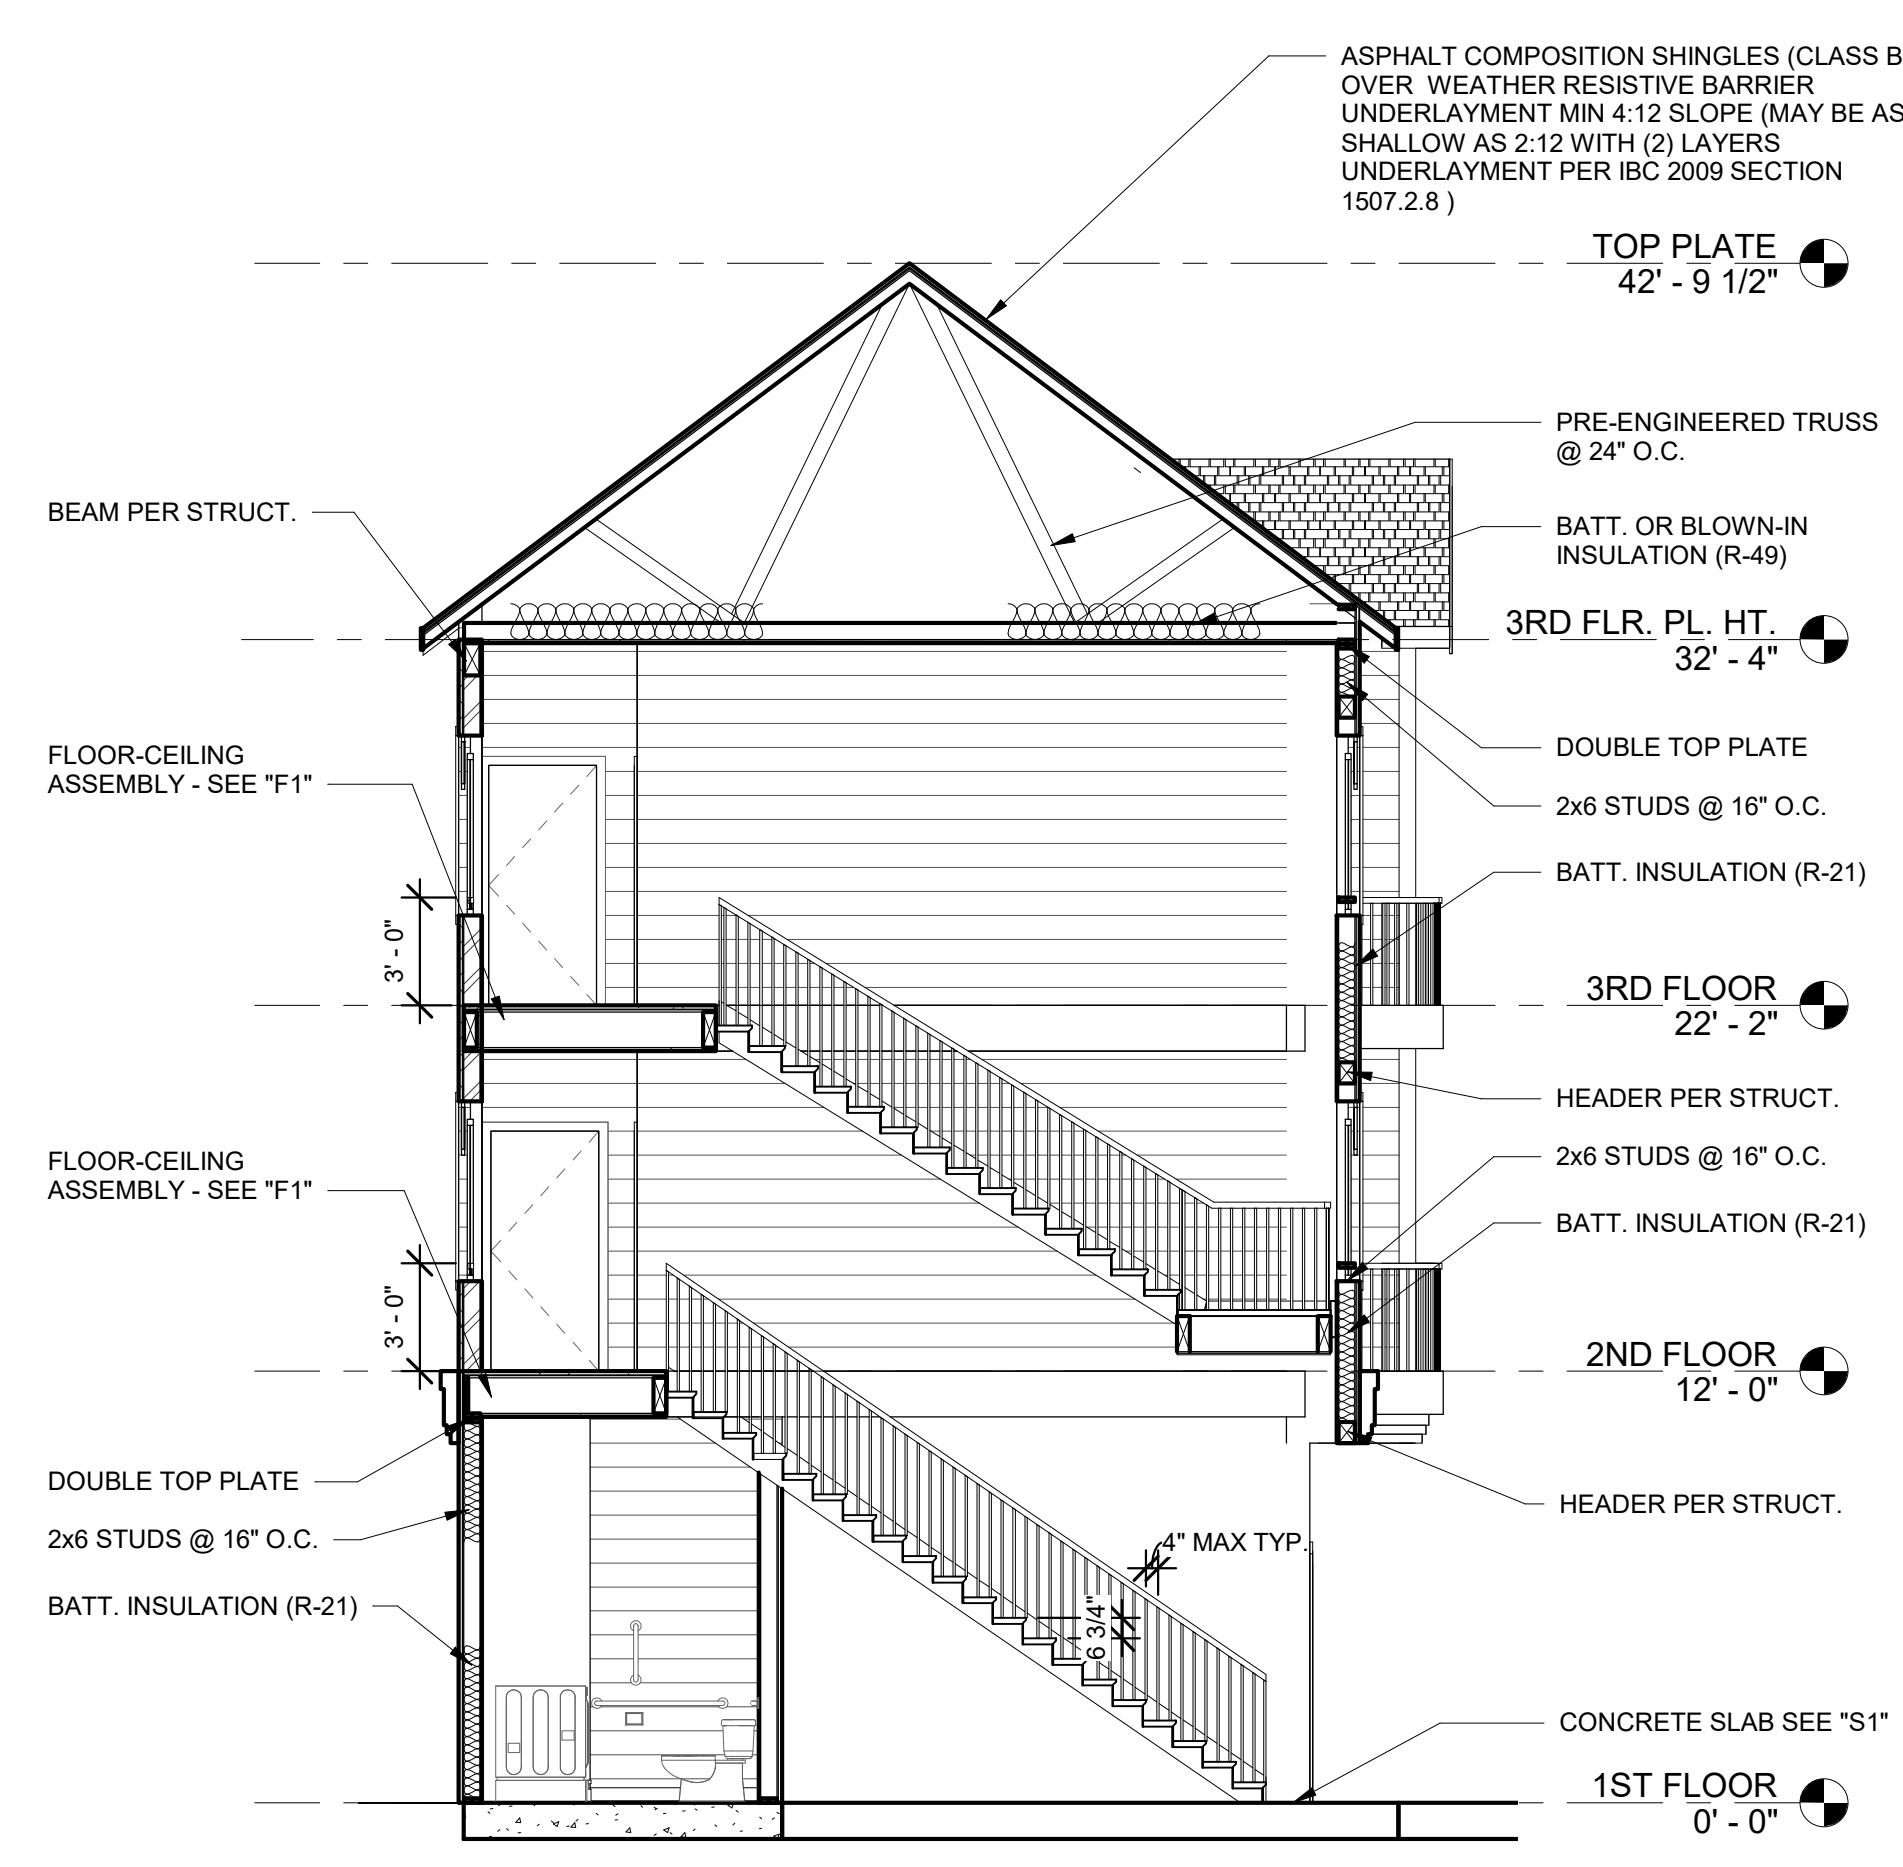 ASPHALT COMPOSITION SHINGLES (CLASS B
OVER WEATHER RESISTIVE BARRIER
UNDERLAYMENT MIN 4:12 SLOPE (MAY BE AS
SHALLOW AS 2:12 WITH (2) LAYERS
UNDERLAYMENT PER IBC 2009 SECTION
1507.2.8 )
TOP PLATE
42' - 9 1/2"
PRE-ENGINEERED TRUSS
@ 24" O.C.
BEAM PER STRUCT.
BATT. OR BLOWN-IN
INSULATION (R-49)
3RD FLR. PL. HT.
32' - 4"
FLOOR-CEILING
ASSEMBLY - SEE "F1"
DOUBLE TOP PLATE
2x6 STUDS @ 16" O.C.
BATT. INSULATION (R-21)
3' - 0"
3RD FLOOR
22' - 2"
HEADER PER STRUCT.
FLOOR-CEILING
ASSEMBLY - SEE "F1"
2x6 STUDS @ 16" O.C.
BATT. INSULATION (R-21)
3' - 0"
2ND FLOOR
12' - 0"
DOUBLE TOP PLATE
HEADER PER STRUCT.
2x6 STUDS @ 16" O.C.
4" MAX TYP.
BATT. INSULATION (R-21)
6 3/4"
CONCRETE SLAB SEE "S1"
1ST FLOOR
0' - 0"